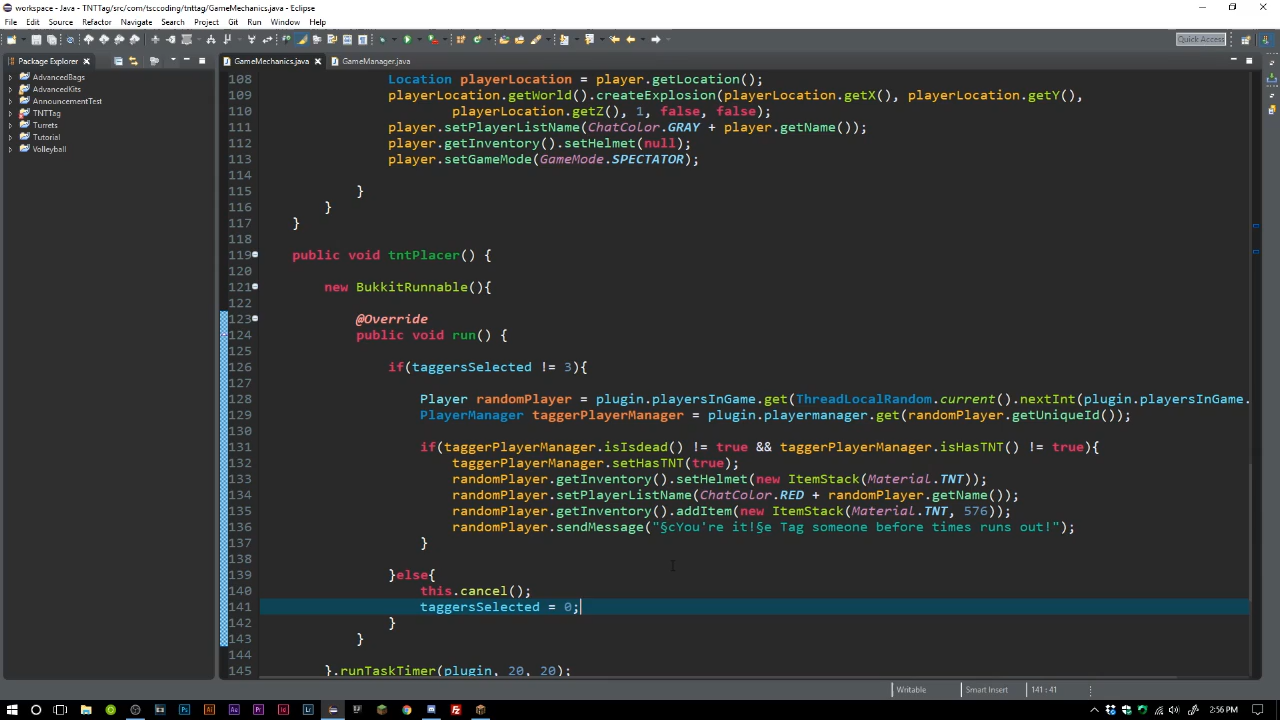 workspace - Java - TNTTag/src/com/tsccoding/tnttag/GameMechanics.java - Eclipse
File Edit Source Refactor Navigate Search Project Git Run Window Help
Quick Access
Package Explorer
GameMechanics.java
GameManager.java
AdvancedBags
AdvancedKits
AnnouncementTest
TNTTag
Turrets
Tutorial
Volleyball
108 Location playerLocation = player.getLocation();
109 playerLocation.getWorld().createExplosion(playerLocation.getX(), playerLocation.getY(),
110 playerLocation.getZ(), 1, false, false);
111 player.setPlayerListName(ChatColor.GRAY + player.getName());
112 player.getInventory().setHelmet(null);
113 player.setGameMode(GameMode.SPECTATOR);
114
115 }
116 }
117 }
118
119 public void tntPlacer() {
120
121 new BukkitRunnable(){
122
123 @Override
124 public void run() {
125
126 if(taggersSelected != 3){
127
128 Player randomPlayer = plugin.playersInGame.get(ThreadLocalRandom.current().nextInt(plugin.playersInGame.
129 PlayerManager taggerPlayerManager = plugin.playermanager.get(randomPlayer.getUniqueId());
130
131 if(taggerPlayerManager.isIsdead() != true && taggerPlayerManager.isHasTNT() != true){
132 taggerPlayerManager.setHasTNT(true);
133 randomPlayer.getInventory().setHelmet(new ItemStack(Material.TNT));
134 randomPlayer.setPlayerListName(ChatColor.RED + randomPlayer.getName());
135 randomPlayer.getInventory().addItem(new ItemStack(Material.TNT, 576));
136 randomPlayer.sendMessage("§cYou're it!§e Tag someone before times runs out!");
137 }
138
139 }else{
140 this.cancel();
141 taggersSelected = 0;
142 }
143 }
144
145 }.runTaskTimer(plugin, 20, 20);
Writable Smart Insert 141 : 41
2:56 PM